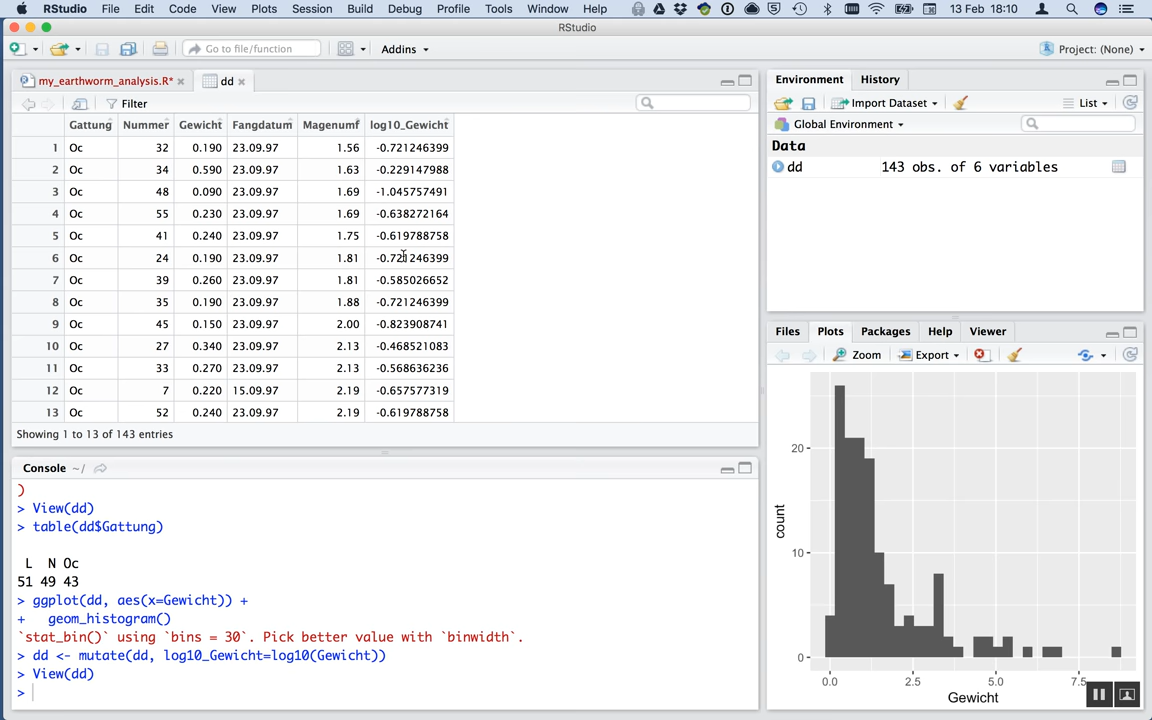 RStudio File Edit Code View Plots Session Build Debug Profile Tools Window Help 13 Feb 18:10
RStudio
Go to file/function Addins Project: (None)
my_earthworm_analysis.R* dd
Filter
Gattung Nummer Gewicht Fangdatum Magenumf log10_Gewicht
1 Oc 32 0.190 23.09.97 1.56 -0.721246399
2 Oc 34 0.590 23.09.97 1.63 -0.229147988
3 Oc 48 0.090 23.09.97 1.69 -1.045757491
4 Oc 55 0.230 23.09.97 1.69 -0.638272164
5 Oc 41 0.240 23.09.97 1.75 -0.619788758
6 Oc 24 0.190 23.09.97 1.81 -0.721246399
7 Oc 39 0.260 23.09.97 1.81 -0.585026652
8 Oc 35 0.190 23.09.97 1.88 -0.721246399
9 Oc 45 0.150 23.09.97 2.00 -0.823908741
10 Oc 27 0.340 23.09.97 2.13 -0.468521083
11 Oc 33 0.270 23.09.97 2.13 -0.568636236
12 Oc 7 0.220 15.09.97 2.19 -0.657577319
13 Oc 52 0.240 23.09.97 2.19 -0.619788758
Showing 1 to 13 of 143 entries
Console ~/
)
> View(dd)
> table(dd$Gattung)
L N Oc
51 49 43
> ggplot(dd, aes(x=Gewicht)) +
+ geom_histogram()
`stat_bin()` using `bins = 30`. Pick better value with `binwidth`.
> dd <- mutate(dd, log10_Gewicht=log10(Gewicht))
> View(dd)
>
Environment History
Import Dataset List
Global Environment
Data
dd 143 obs. of 6 variables
Files Plots Packages Help Viewer
Zoom Export
count
20
10
0
0.0 2.5 5.0 7.5
Gewicht